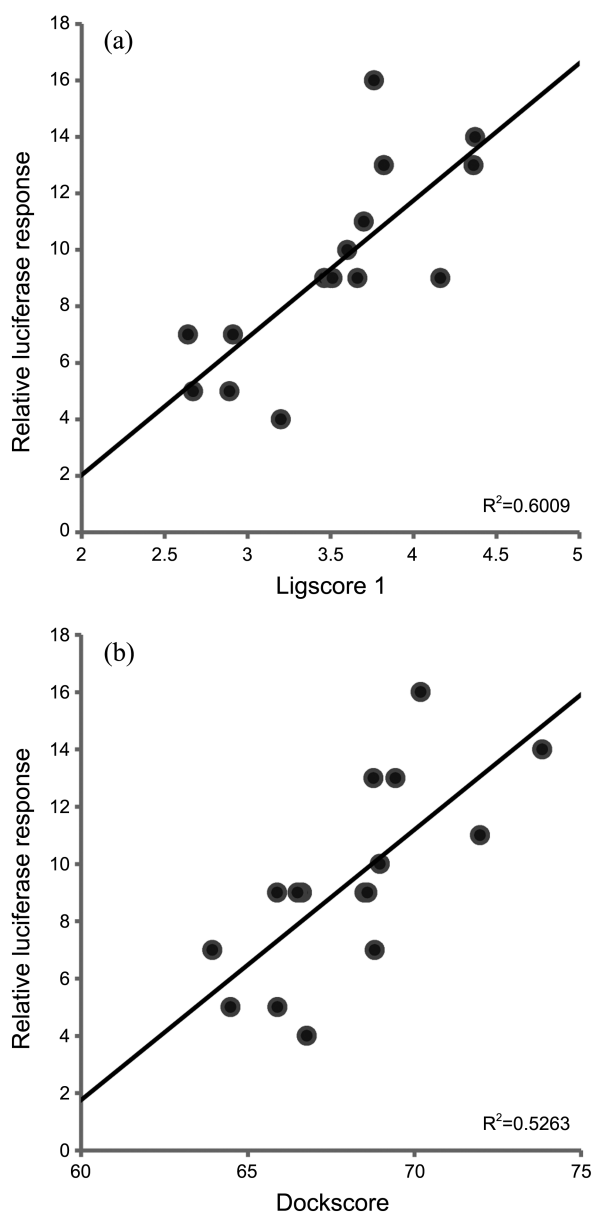 (a)
Relative luciferase response
18
16
14
12
10
8
6
4
2
0
R²=0.6009
2 2.5 3 3.5 4 4.5 5
Ligscore 1
(b)
Relative luciferase response
18
16
14
12
10
8
6
4
2
0
R²=0.5263
60 65 70 75
Dockscore